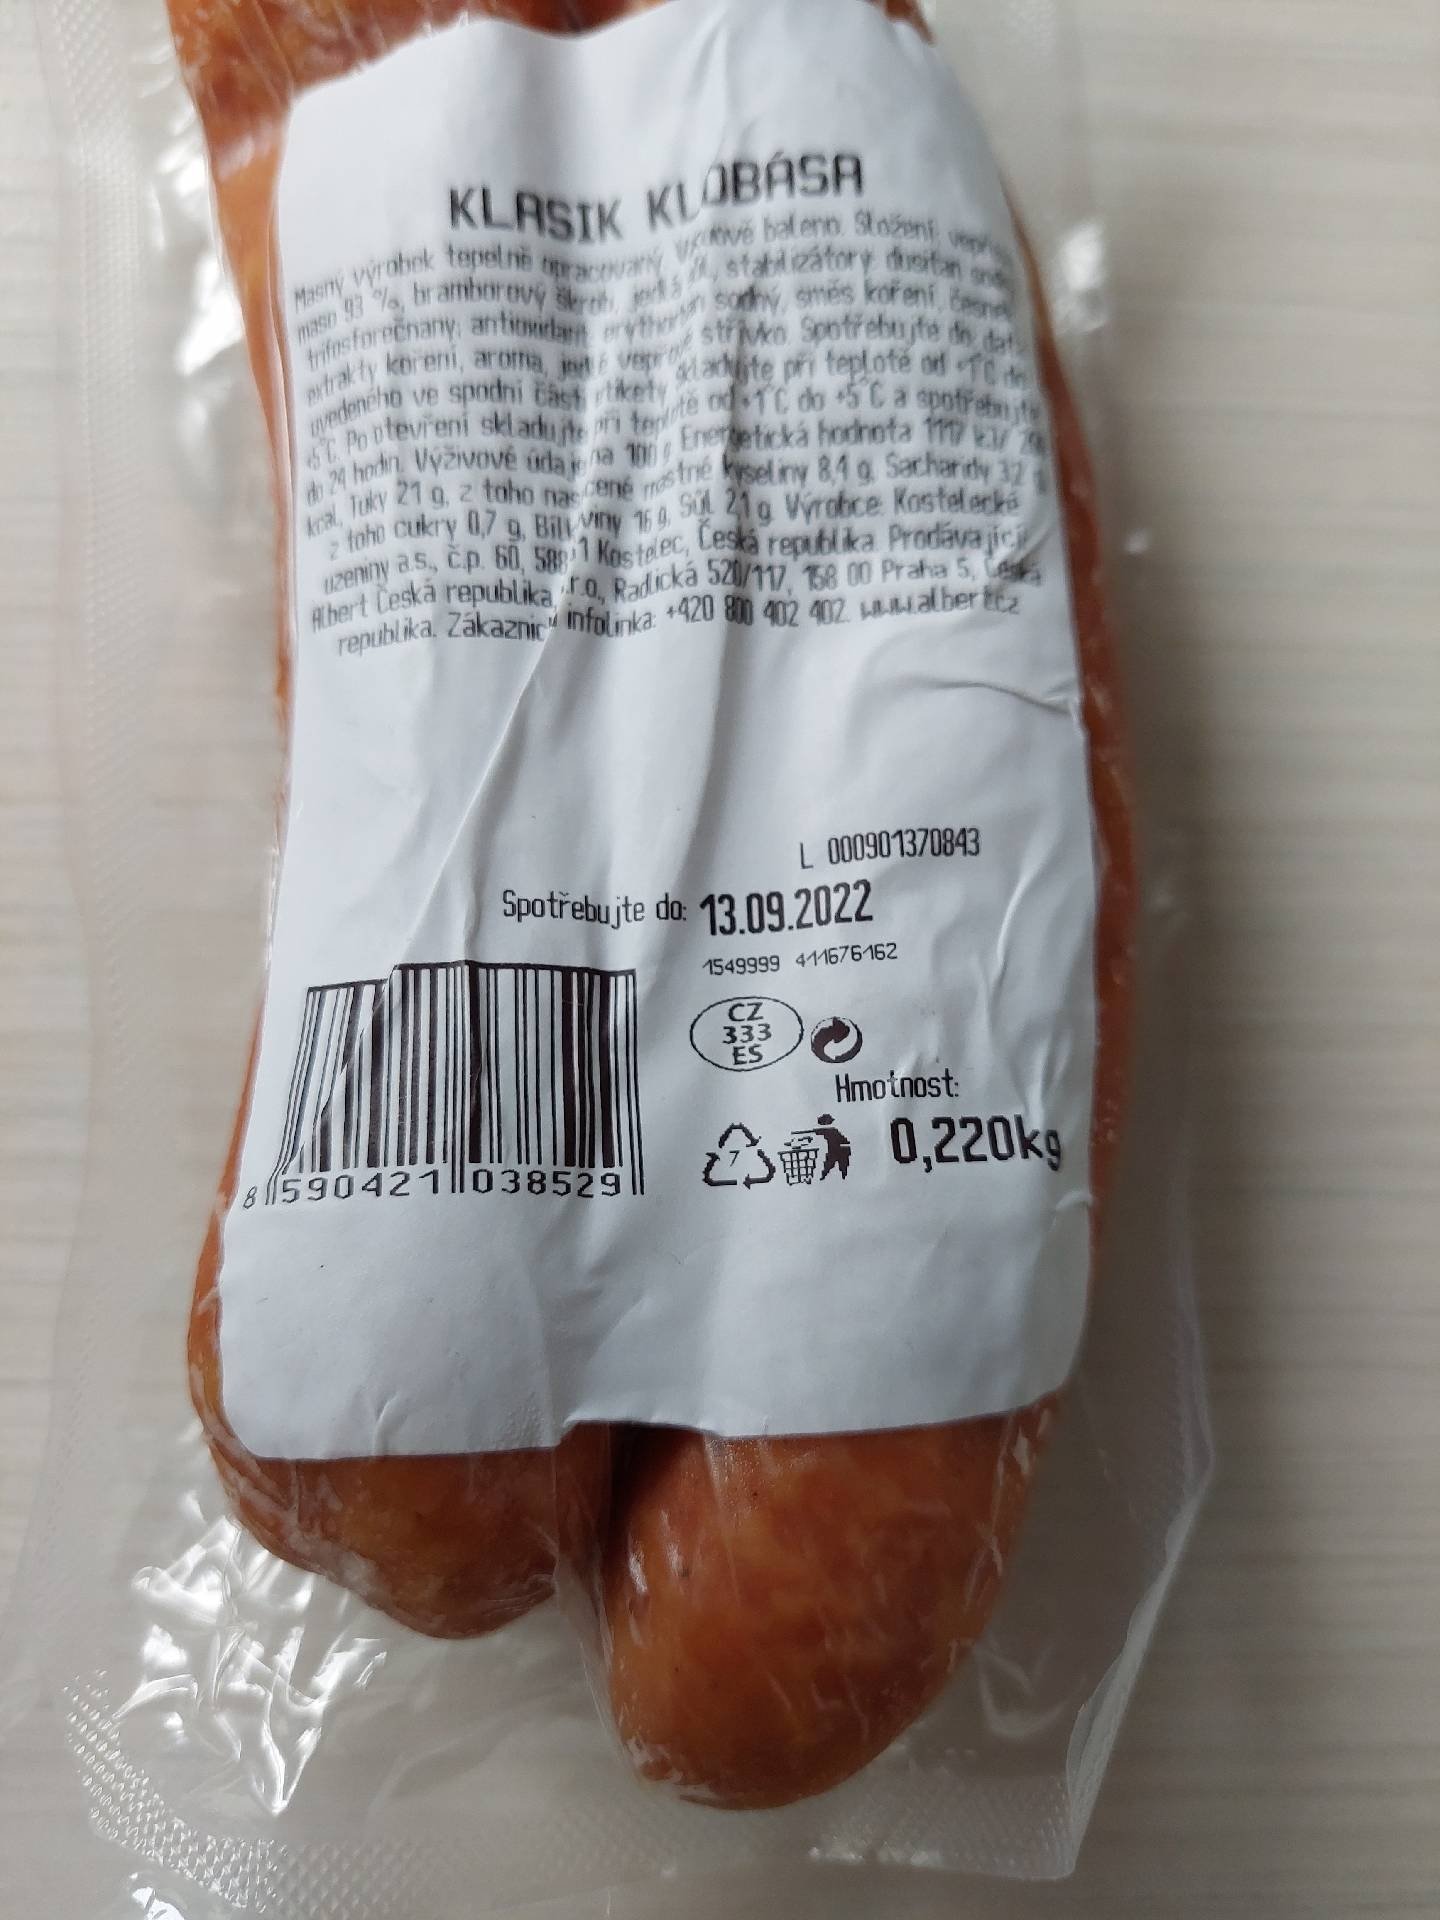 KLASIK KLOBÁSA
Masný výrobek tepelně opracovaný Vakuově baleno. Složení: vepř
maso 93 %, bramborový škrob, jedlá stabilizátory: dusitan
trifosforečnany; antioxidant erythorban sodný, směs koření, česnek
extrakty koření, aroma, jedlé vepřové střívko. Spotřebujte do dat
uvedeného ve spodní části etikety. Skladujte při teplotě od +1°C do
+5°C. Po otevření skladujte při teplotě od +1°C do +5°C a spotřebujte
do 24 hodin. Výživové údaje na 100 g Energetická hodnota 1117 kJ/
kcal, Tuky 21 g, z toho nasycené mastné kyseliny 8,4 g, Sacharidy
z toho cukry 0,7 g, Bílkoviny 16 g, Sůl 2,1 g. Výrobce: Kostelecké
uzeniny a.s., č.p. 60, 588 61 Kostelec, Česká republika. Prodávající:
Albert Česká republika, s.r.o., Radlická 520/117, 158 00 Praha 5, Česká
republika. Zákaznická infolinka: +420 800 402 402. www.albert.cz
L 000901370843
Spotřebujte do: 13.09.2022
1549999 411676162
CZ
333
ES
Hmotnost:
7 0,220kg
8 590421 038529